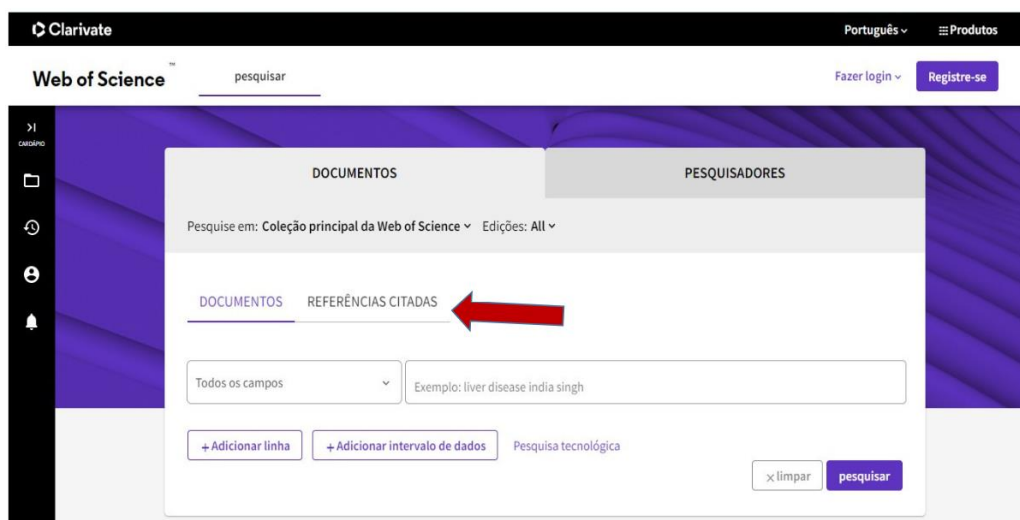 Clarivate
Português
Produtos
Web of Science™
pesquisar
Fazer login
Registre-se
CARDÁPIO
DOCUMENTOS
PESQUISADORES
Pesquise em: Coleção principal da Web of Science Edições: All
DOCUMENTOS
REFERÊNCIAS CITADAS
Todos os campos
Exemplo: liver disease india singh
+ Adicionar linha
+ Adicionar intervalo de dados
Pesquisa tecnológica
× limpar
pesquisar